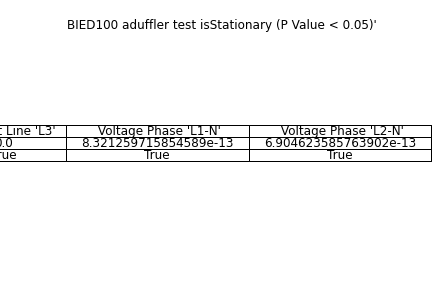 BIED100 aduffler test isStationary (P Value < 0.05)'
Line 'L3' Voltage Phase 'L1-N' Voltage Phase 'L2-N'
0.0 8.321259715854589e-13 6.904623585763902e-13
True True